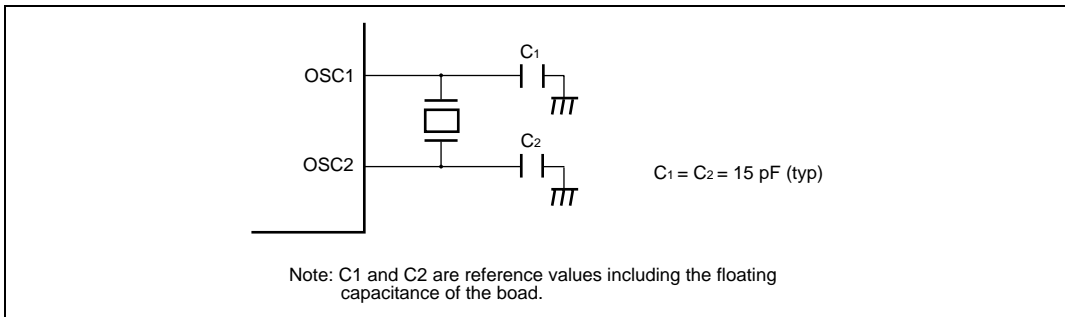 C1
OSC1
C2
OSC2
C1 = C2 = 15 pF (typ)
Note: C1 and C2 are reference values including the floating
capacitance of the boad.